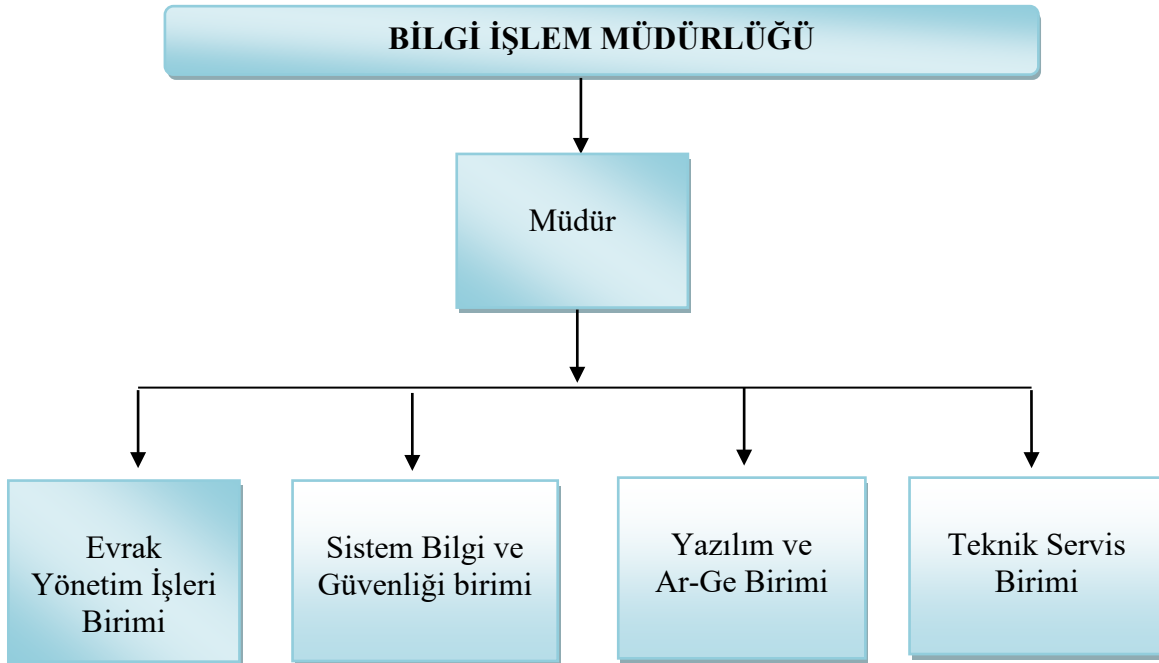 BİLGİ İŞLEM MÜDÜRLÜĞÜ
Müdür
Evrak
Yönetim İşleri
Birimi
Sistem Bilgi ve
Güvenliği birimi
Yazılım ve
Ar-Ge Birimi
Teknik Servis
Birimi